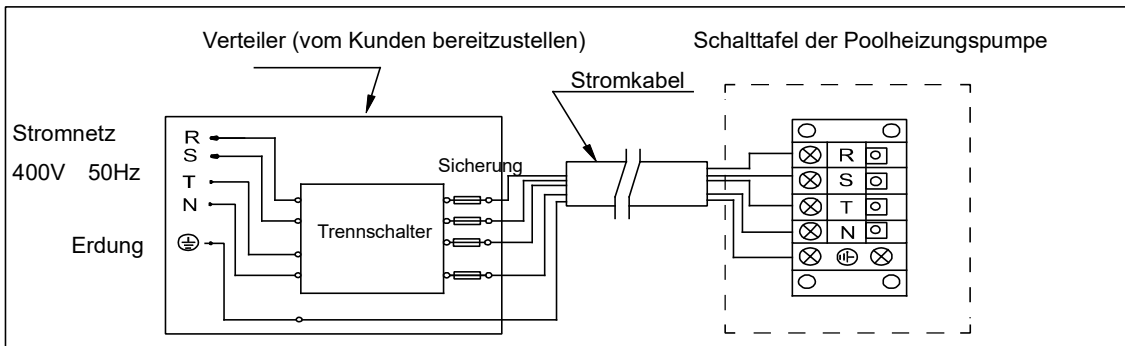 Verteiler (vom Kunden bereitzustellen)
Schalttafel der Poolheizungspumpe
Stromkabel
Stromnetz
400V 50Hz
Erdung
R
S
T
N
Sicherung
Trennschalter
R
S
T
N